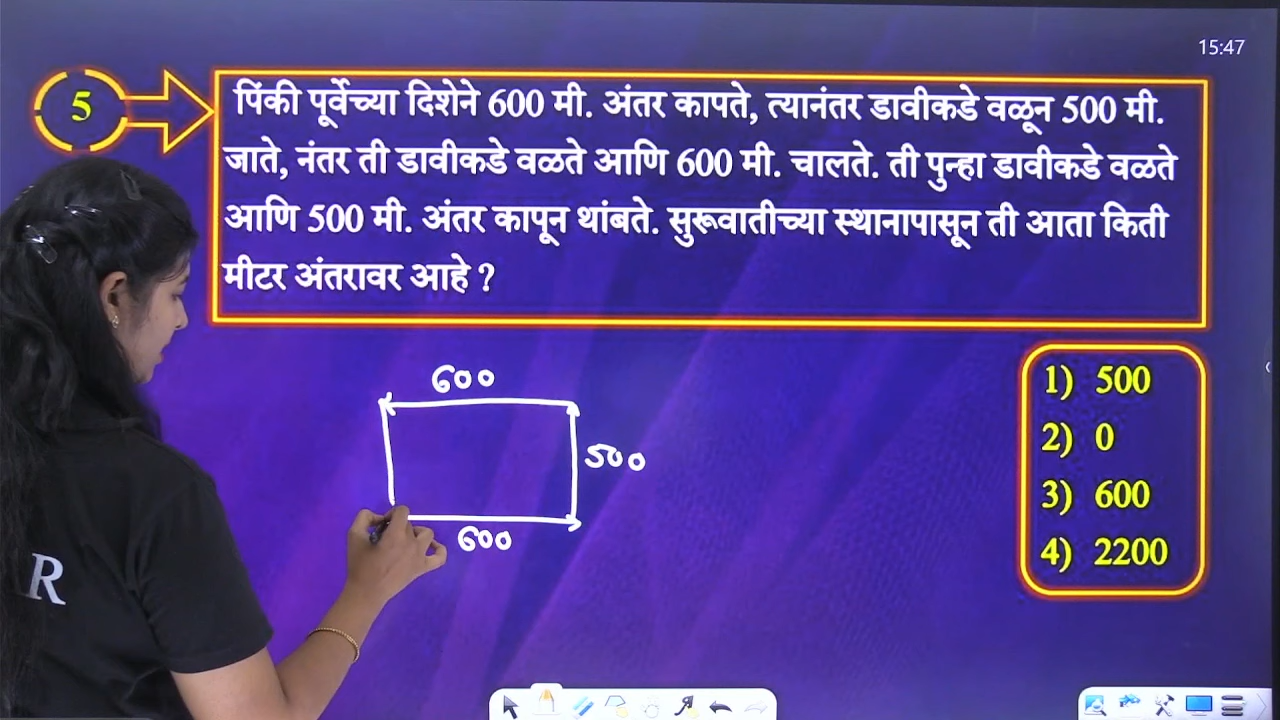 15:47
5
पिंकी पूर्वेच्या दिशेने 600 मी. अंतर कापते, त्यानंतर डावीकडे वळून 500 मी.
जाते, नंतर ती डावीकडे वळते आणि 600 मी. चालते. ती पुन्हा डावीकडे वळते
आणि 500 मी. अंतर कापून थांबते. सुरूवातीच्या स्थानापासून ती आता किती
मीटर अंतरावर आहे ?
600
500
600
1) 500
2) 0
3) 600
4) 2200
R